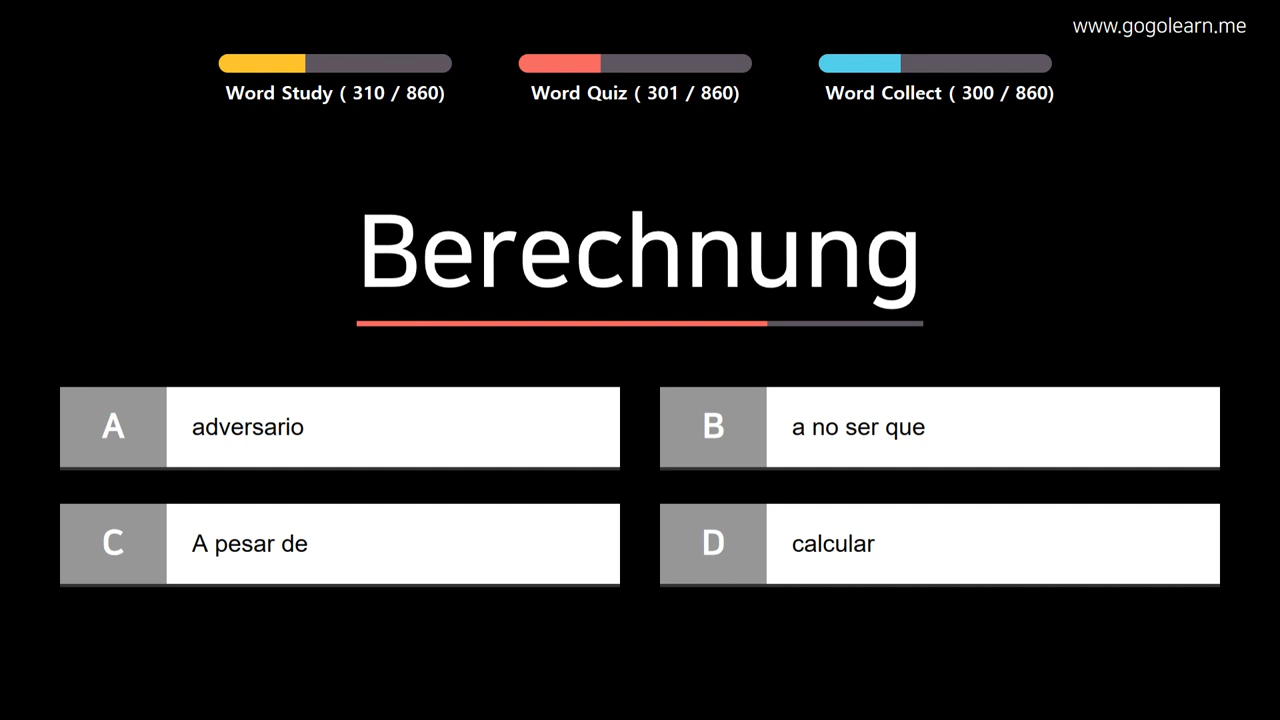 www.gogolearn.me
Word Study ( 310 / 860)
Word Quiz ( 301 / 860)
Word Collect ( 300 / 860)
Berechnung
A adversario
B a no ser que
C A pesar de
D calcular